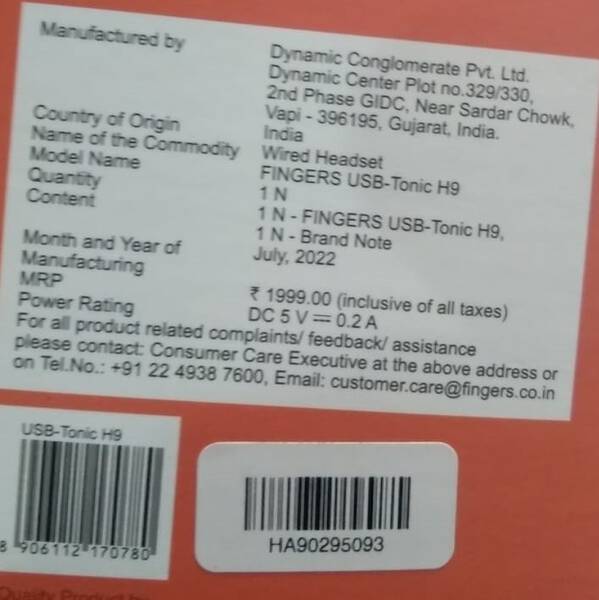 Manufactured by Dynamic Conglomerate Pvt. Ltd.
Dynamic Center Plot no.329/330,
2nd Phase GIDC, Near Sardar Chowk,
Vapi - 396195, Gujarat, India.
Country of Origin India
Name of the Commodity Wired Headset
Model Name FINGERS USB-Tonic H9
Quantity 1 N
Content 1 N - FINGERS USB-Tonic H9,
1 N - Brand Note
Month and Year of July, 2022
Manufacturing
MRP ₹ 1999.00 (inclusive of all taxes)
Power Rating DC 5 V ⎓ 0.2 A
For all product related complaints/ feedback/ assistance
please contact: Consumer Care Executive at the above address or
on Tel.No.: +91 22 4938 7600, Email: customer.care@fingers.co.in
USB-Tonic H9
8 906112 170780
HA90295093
Quality Product by